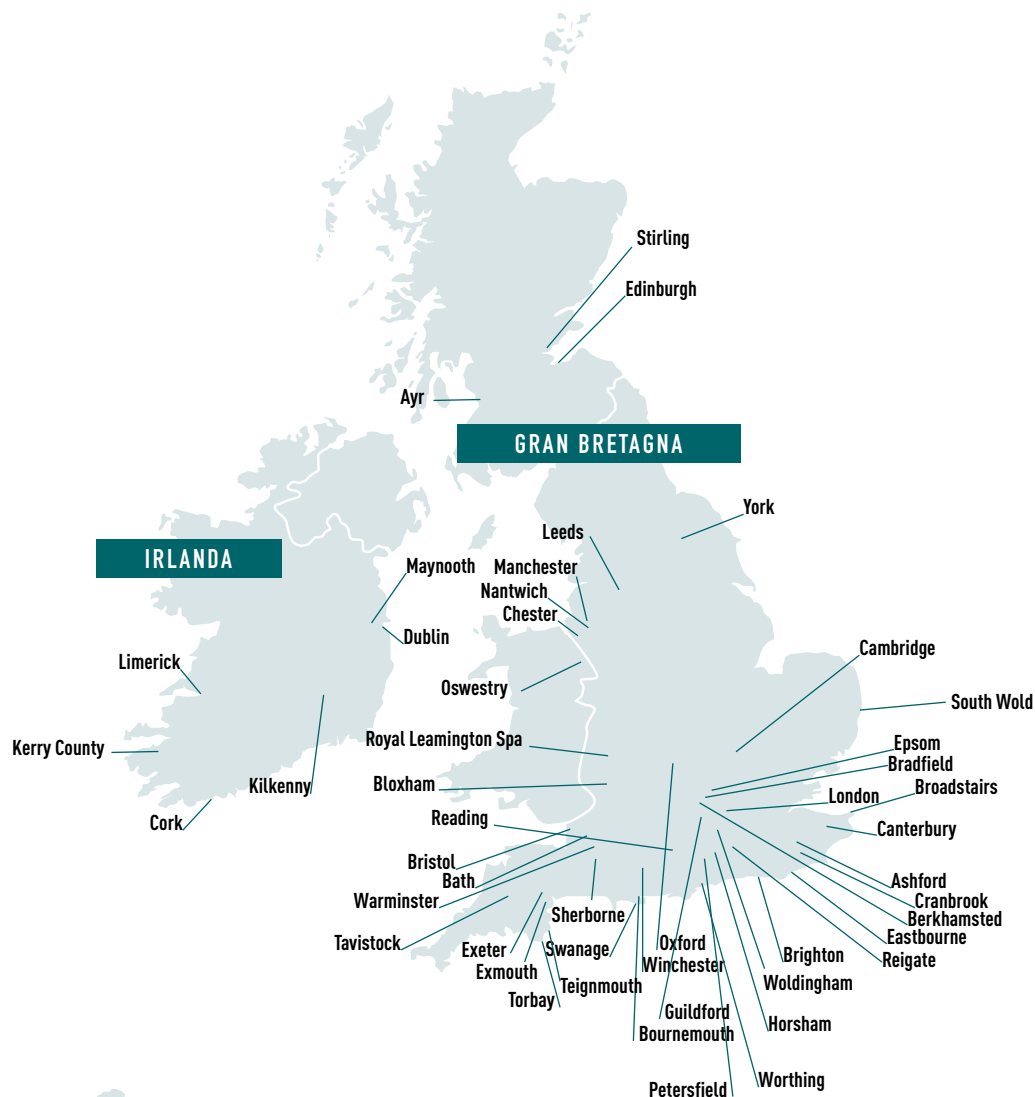 Stirling
Edinburgh
Ayr
GRAN BRETAGNA
York
Leeds
IRLANDA
Maynooth
Manchester
Nantwich
Chester
Dublin
Cambridge
Limerick
Oswestry
South Wold
Royal Leamington Spa
Epsom
Kerry County
Bradfield
Bloxham
Kilkenny
Broadstairs
London
Reading
Cork
Canterbury
Bristol
Bath
Ashford
Warminster
Cranbrook
Sherborne
Berkhamsted
Tavistock
Eastbourne
Exeter
Swanage
Oxford
Brighton
Reigate
Exmouth
Winchester
Teignmouth
Woldingham
Torbay
Guildford
Horsham
Bournemouth
Worthing
Petersfield